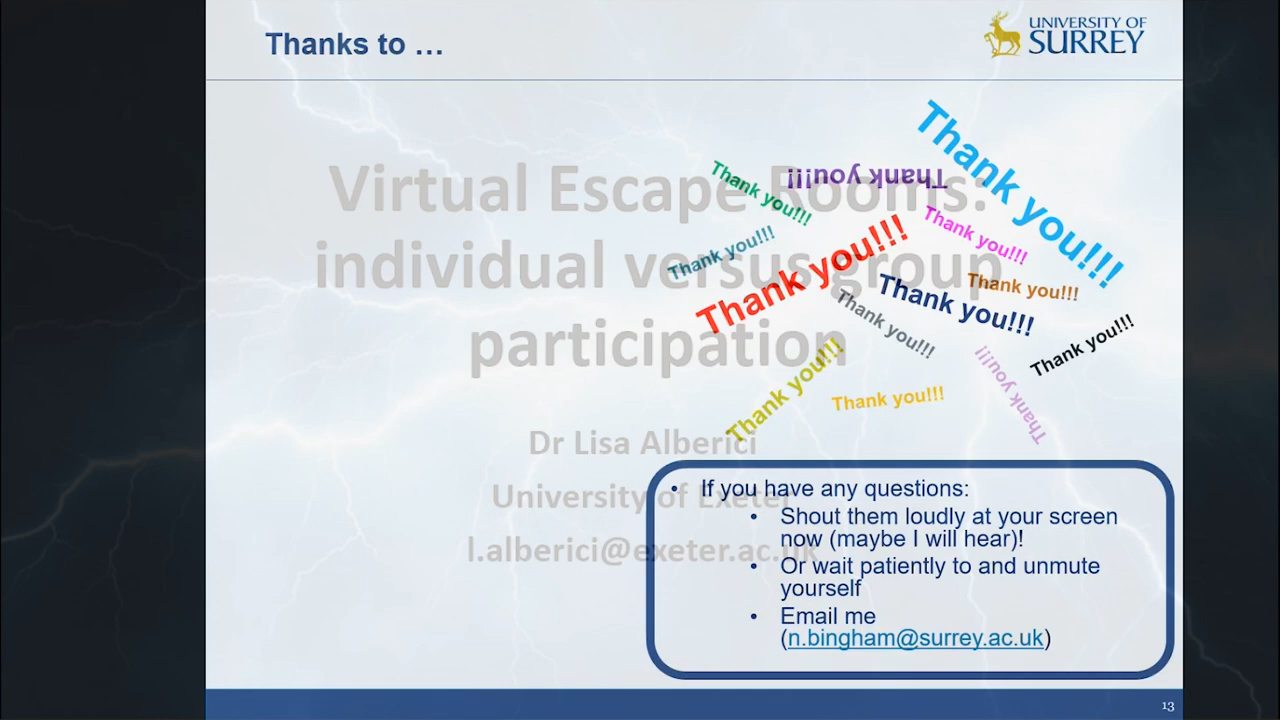 Thanks to …
UNIVERSITY OF
SURREY
Virtual Escape Rooms:
individual versus group
participation
Dr Lisa Alberici
University of Exeter
l.alberici@exeter.ac.uk
Thank you!!!
Thank you!!!
Thank you!!!
Thank you!!!
Thank you!!!
Thank you!!!
Thank you!!!
Thank you!!!
Thank you!!!
Thank you!!!
Thank you!!!
Thank you!!!
Thank you!!!
• If you have any questions:
• Shout them loudly at your screen
now (maybe I will hear)!
• Or wait patiently to and unmute
yourself
• Email me
(n.bingham@surrey.ac.uk)
13